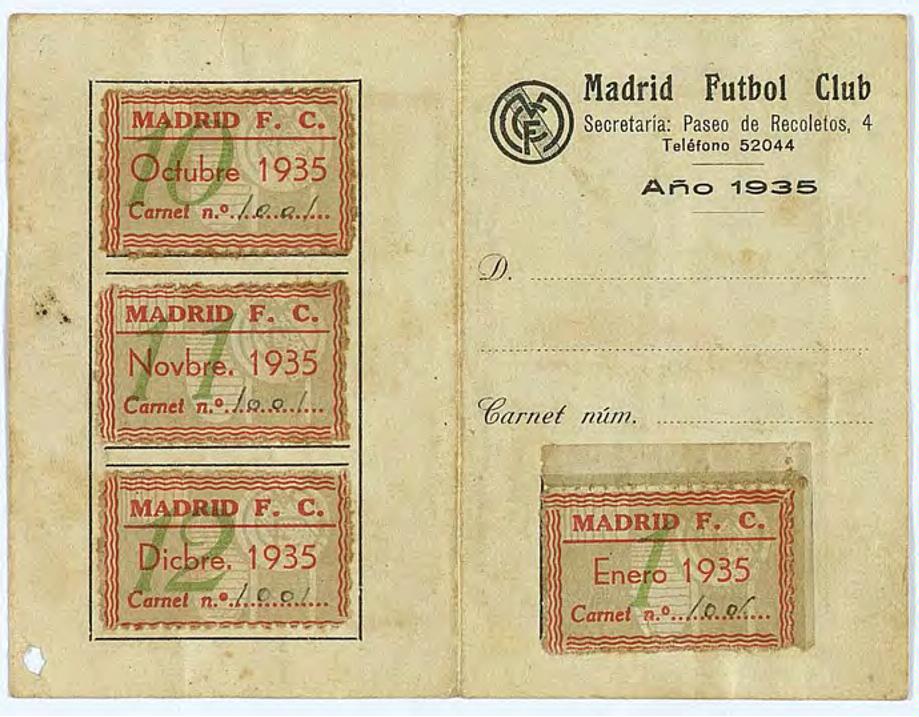 10
MADRID F. C.
Octubre 1935
Carnet n.º 1001
11
MADRID F. C.
Novbre. 1935
Carnet n.º 1001
12
MADRID F. C.
Dicbre. 1935
Carnet n.º 1001
MCF
Madrid Futbol Club
Secretaría: Paseo de Recoletos, 4
Teléfono 52044
Año 1935
D.
Carnet núm.
1
MADRID F. C.
Enero 1935
Carnet n.º 1001